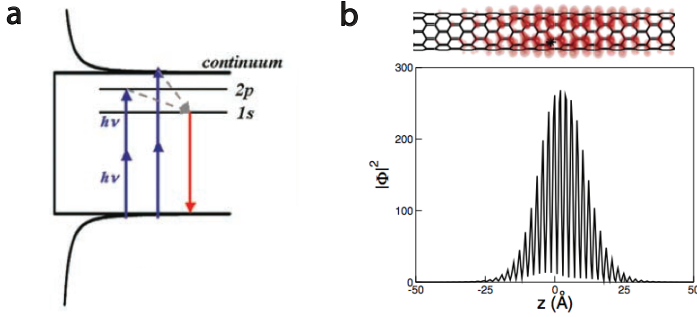 a
continuum
2p
1s
hν
hν
b
300
200
100
0
|Φ|²
-50
-25
0
25
50
z (Å)